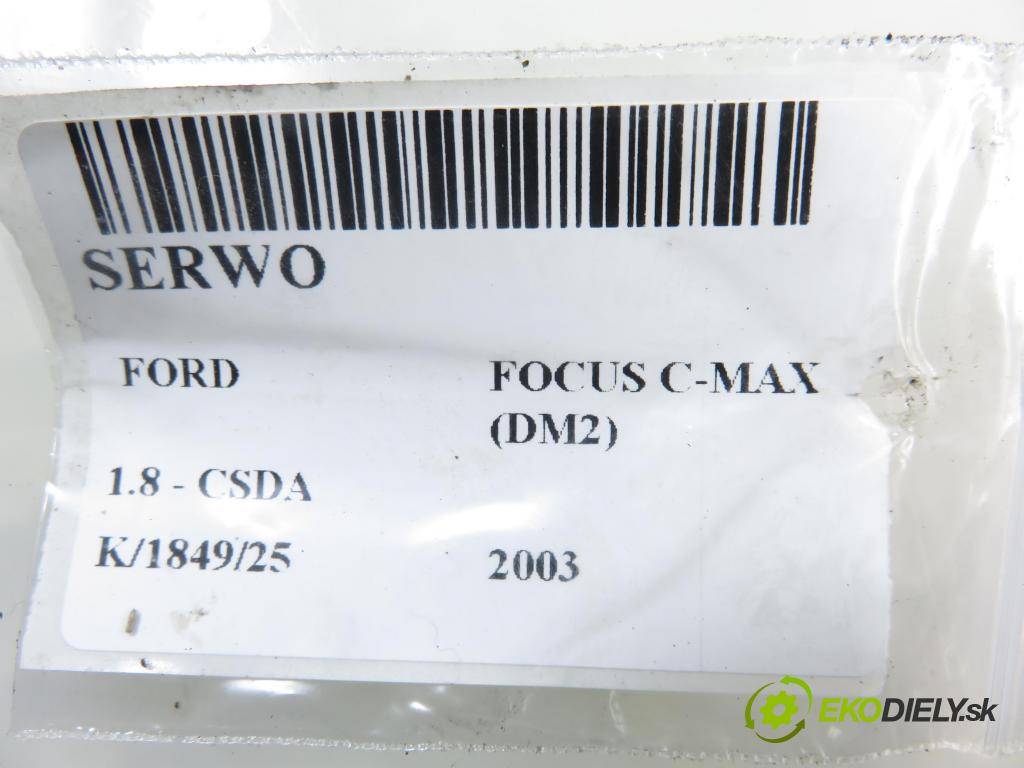 SERWO
FORD
FOCUS C-MAX
(DM2)
1.8 - CSDA
K/1849/25
2003
EKODIELY.sk